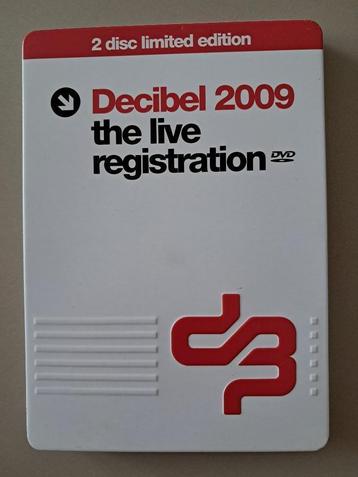 2 disc limited edition
Decibel 2009
the live
registration DVD